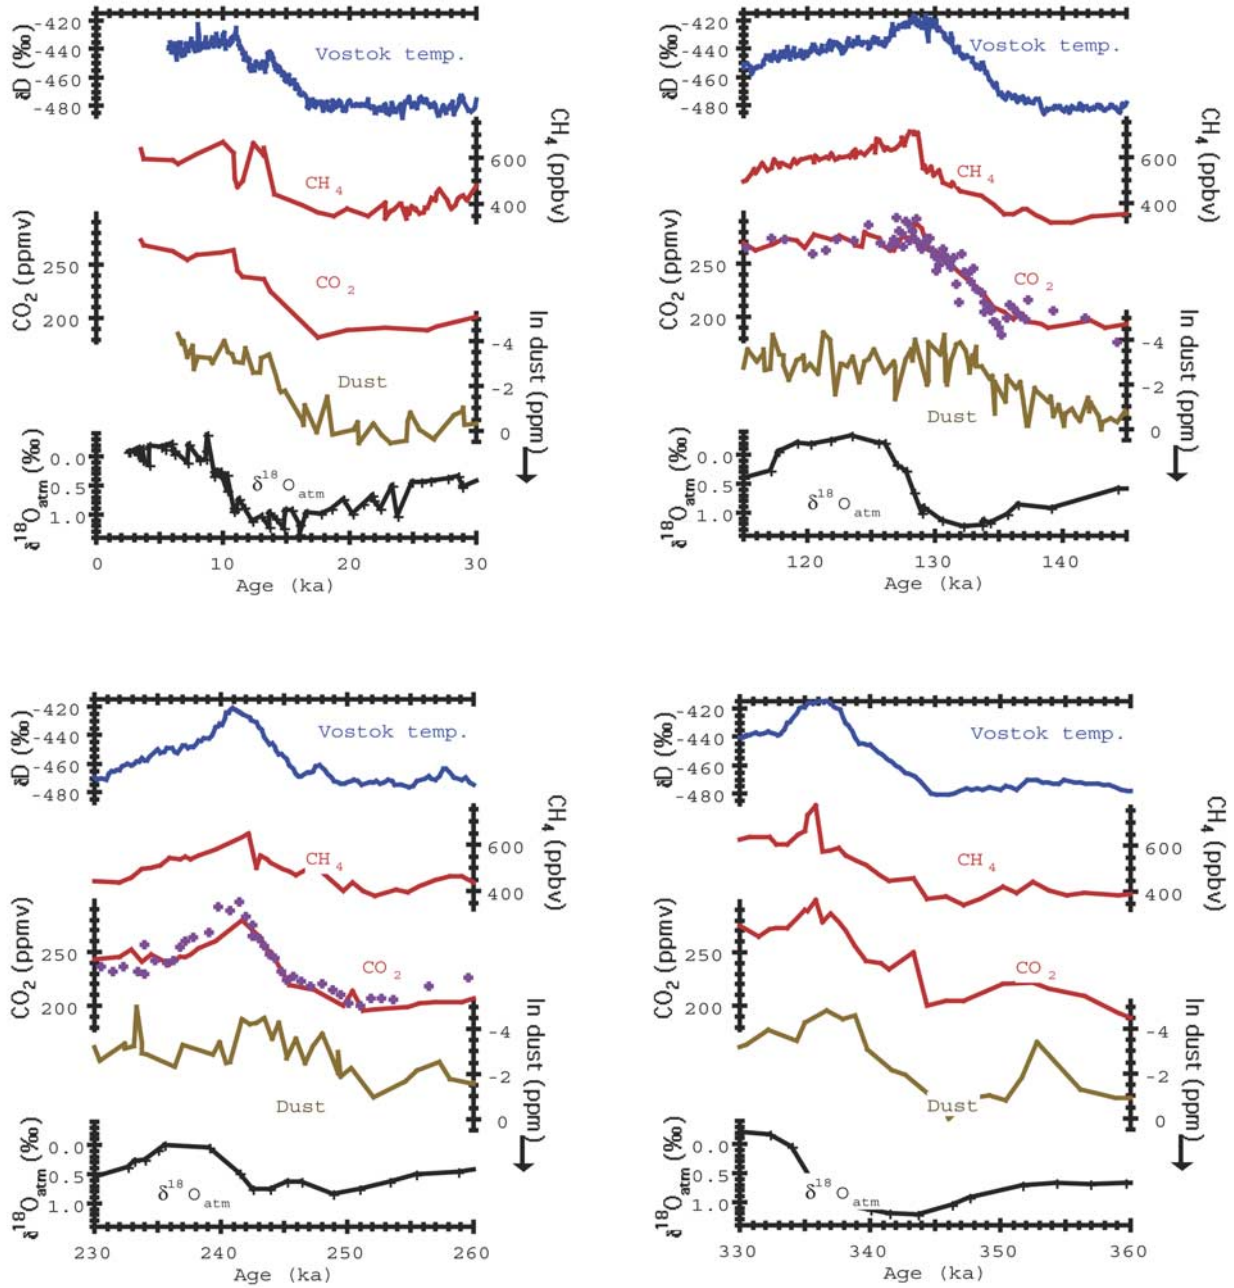 -420
-440
-460
-480
δD (‰)
Vostok temp.
600
400
CH₄ (ppbv)
CH₄
250
200
CO₂ (ppmv)
CO₂
-4
-2
0
ln dust (ppm)
Dust
0.0
0.5
1.0
δ¹⁸Oatm (‰)
δ¹⁸Oatm
0 10 20 30
Age (ka)
-420
-440
-460
-480
δD (‰)
Vostok temp.
600
400
CH₄ (ppbv)
CH₄
250
200
CO₂ (ppmv)
CO₂
-4
-2
0
ln dust (ppm)
Dust
0.0
0.5
1.0
δ¹⁸Oatm (‰)
δ¹⁸Oatm
120 130 140
Age (ka)
-420
-440
-460
-480
δD (‰)
Vostok temp.
600
400
CH₄ (ppbv)
CH₄
250
200
CO₂ (ppmv)
CO₂
-4
-2
0
ln dust (ppm)
Dust
0.0
0.5
1.0
δ¹⁸Oatm (‰)
δ¹⁸Oatm
230 240 250 260
Age (ka)
-420
-440
-460
-480
δD (‰)
Vostok temp.
600
400
CH₄ (ppbv)
CH₄
250
200
CO₂ (ppmv)
CO₂
-4
-2
0
ln dust (ppm)
Dust
0.0
0.5
1.0
δ¹⁸Oatm (‰)
δ¹⁸Oatm
330 340 350 360
Age (ka)